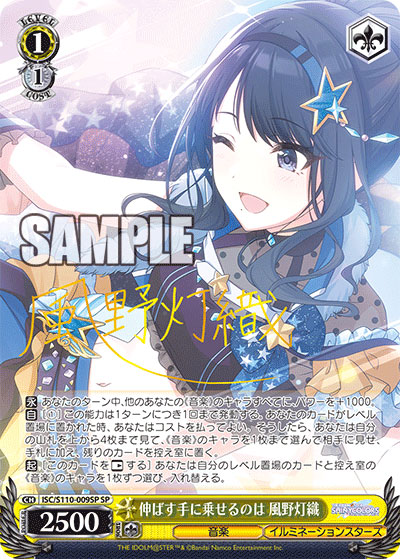 LEVEL
1
1
COST
SAMPLE
風野灯織
永 あなたのターン中、他のあなたの《音楽》のキャラすべてに、パワーを+1000。
自 [①] この能力は1ターンにつき1回まで発動する。あなたのカードがレベル
置場に置かれた時、あなたはコストを払ってよい。そうしたら、あなたは自分
の山札を上から4枚まで見て、《音楽》のキャラを1枚まで選んで相手に見せ、
手札に加え、残りのカードを控え室に置く。
起 [このカードをする] あなたは自分のレベル置場のカードと控え室
の《音楽》のキャラを1枚ずつ選び、入れ替える。
CH ISC/S110-009SP SP
POWER
2500
SOUL
伸ばす手に乗せるのは 風野灯織
SHINYCOLORS
音楽
イルミネーションスターズ
THE IDOLM@STER™& ©Bandai Namco Entertainment Inc.